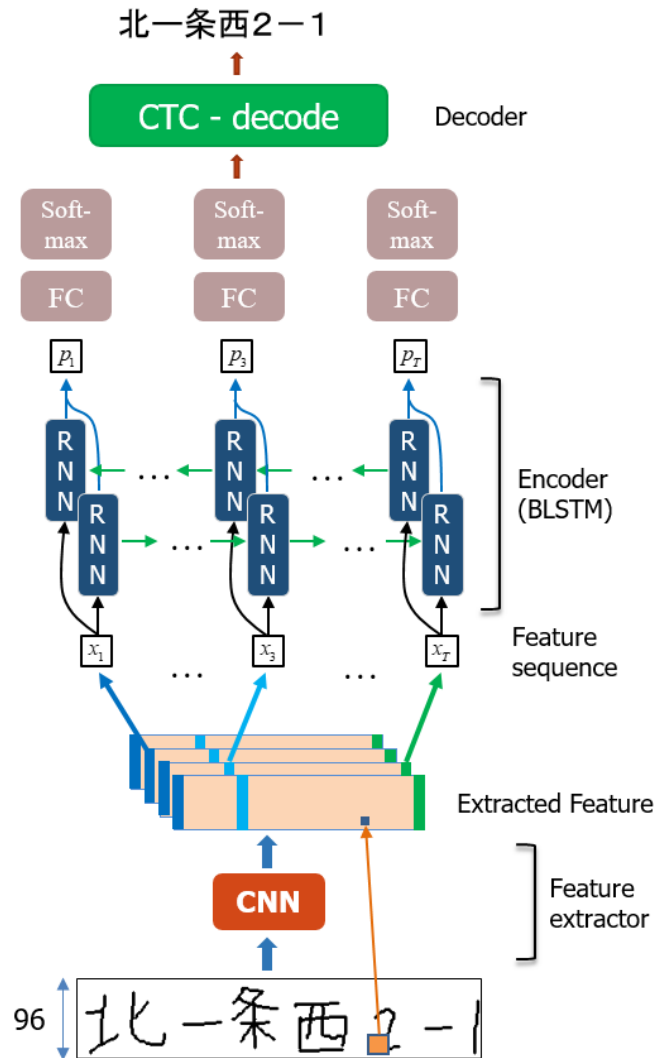 北一条西2-1
CTC - decode
Decoder
Soft-max Soft-max Soft-max
FC FC FC
p1 p3 pT
RNN ... RNN ... RNN
RNN ... RNN ... RNN
Encoder
(BLSTM)
x1 ... x3 ... xT
Feature
sequence
Extracted Feature
CNN
Feature
extractor
96
北一条西2-1